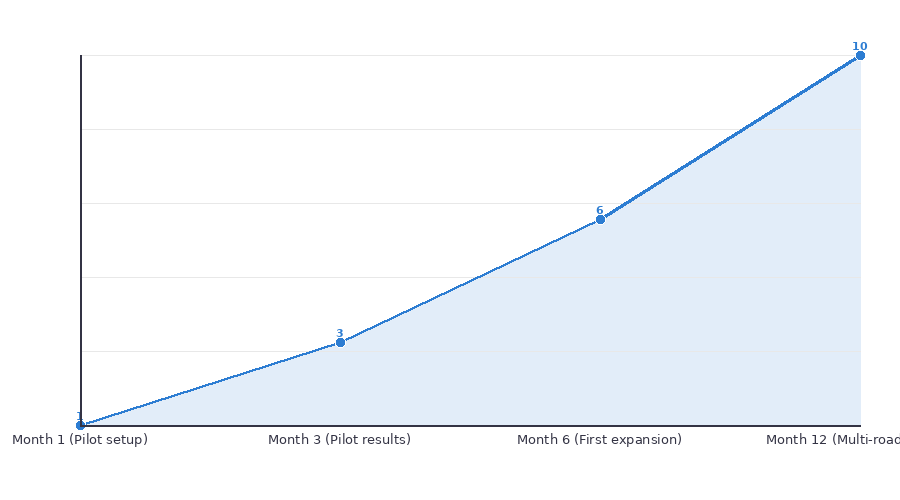 10
6
3
1
Month 1 (Pilot setup) Month 3 (Pilot results) Month 6 (First expansion) Month 12 (Multi-road